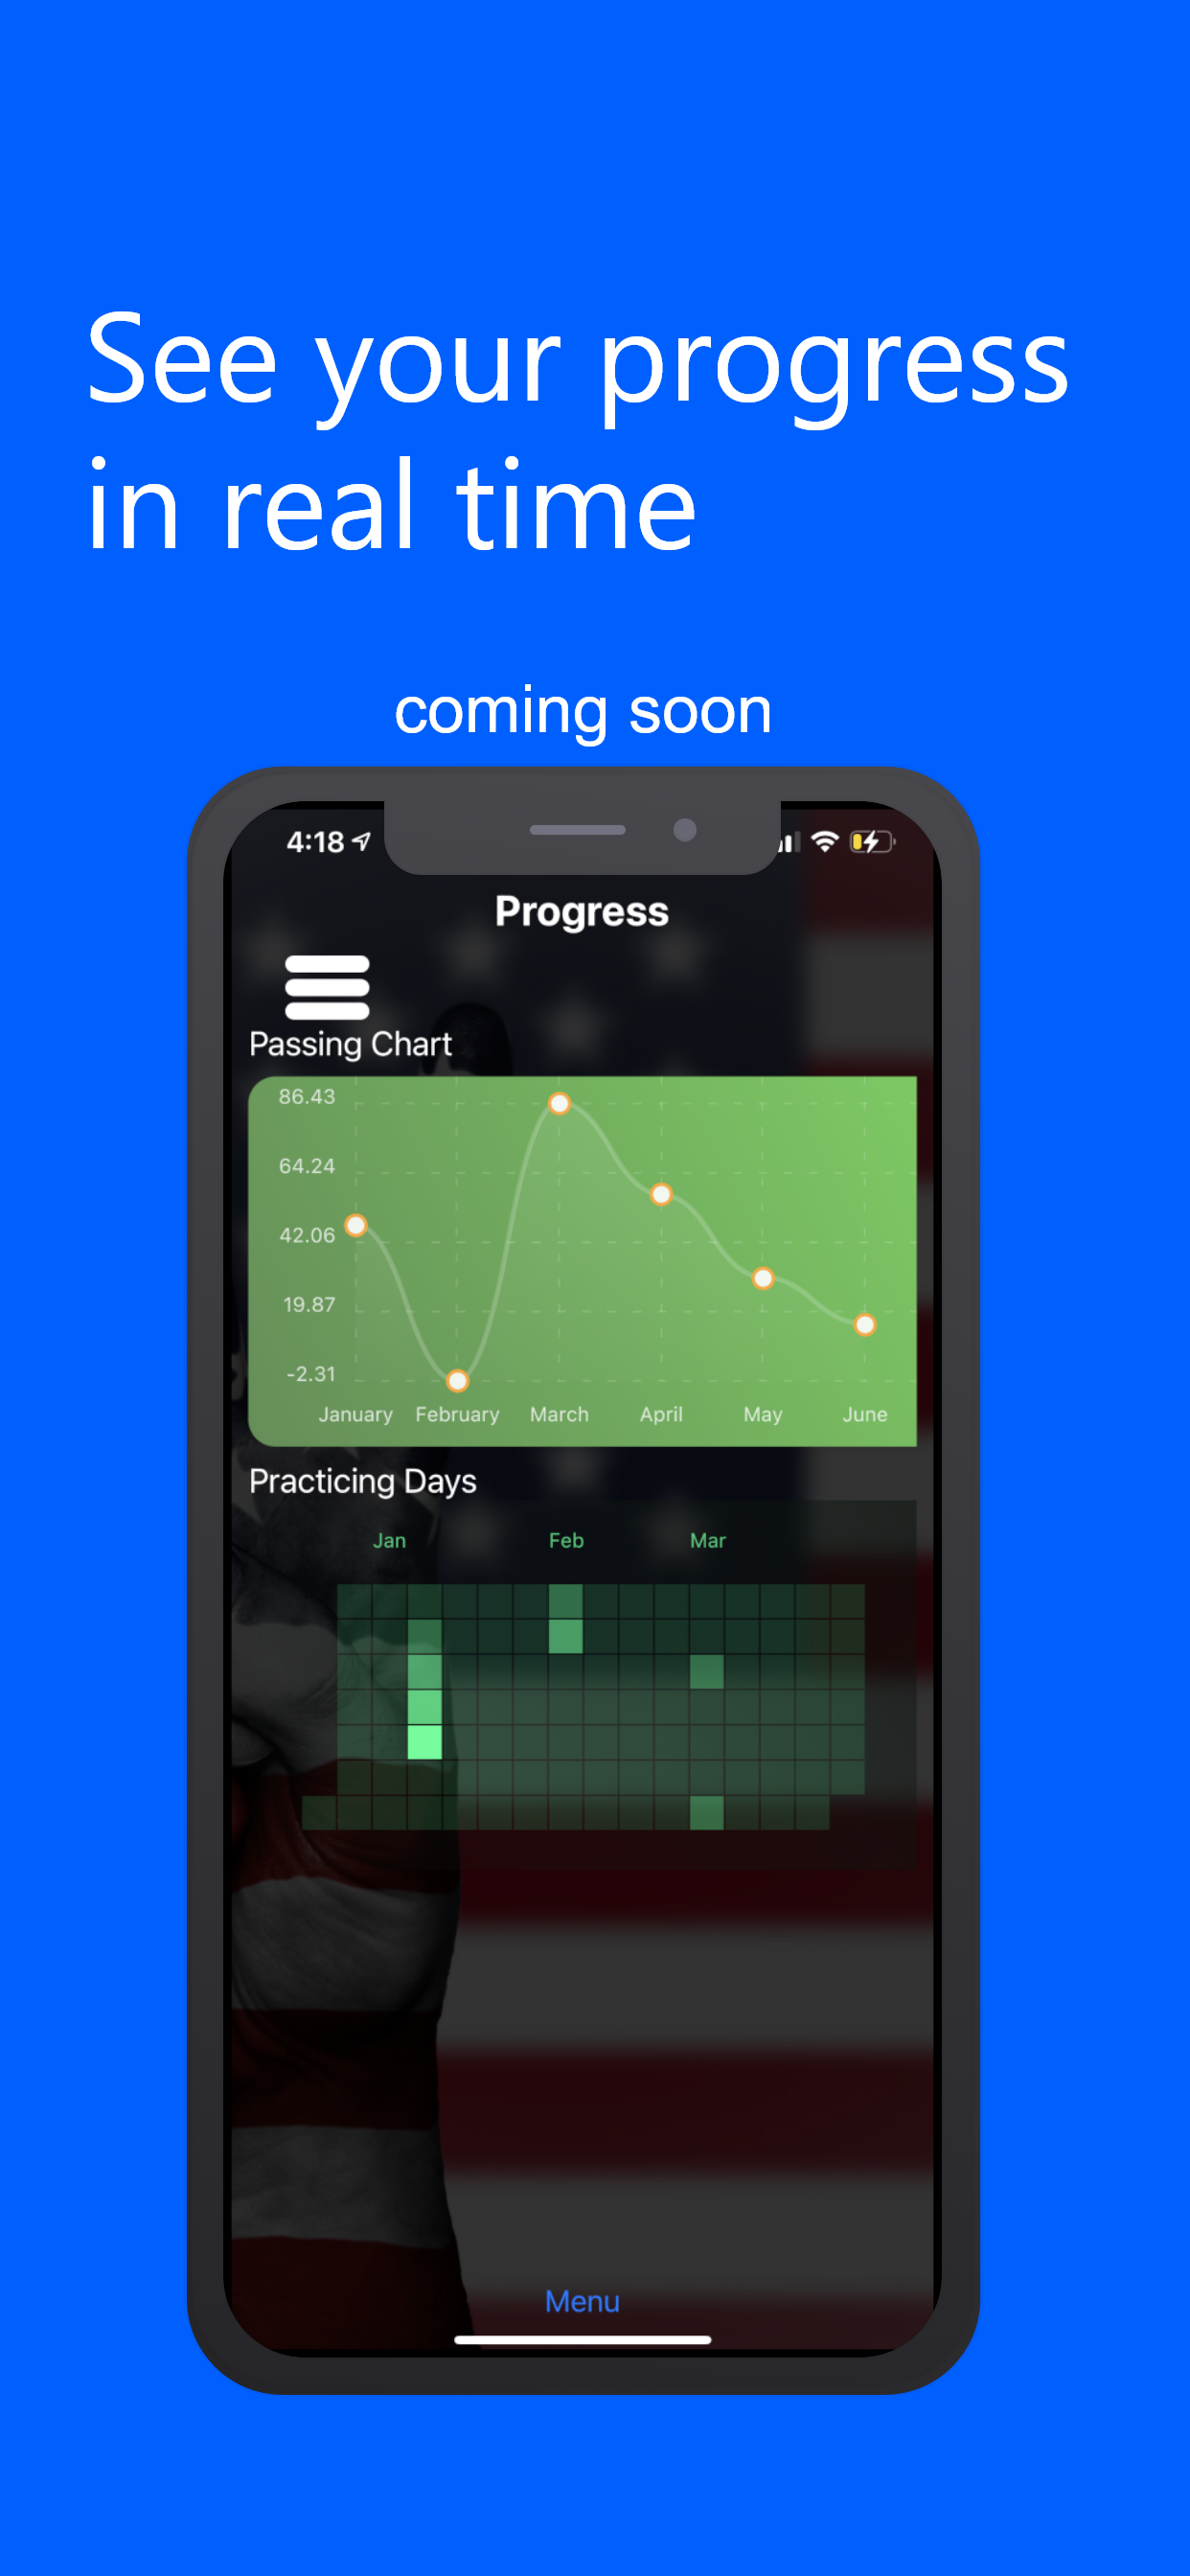 See your progress
in real time
coming soon
4:18
Progress
Passing Chart
86.43
64.24
42.06
19.87
-2.31
January February March April May June
Practicing Days
Jan Feb Mar
Menu